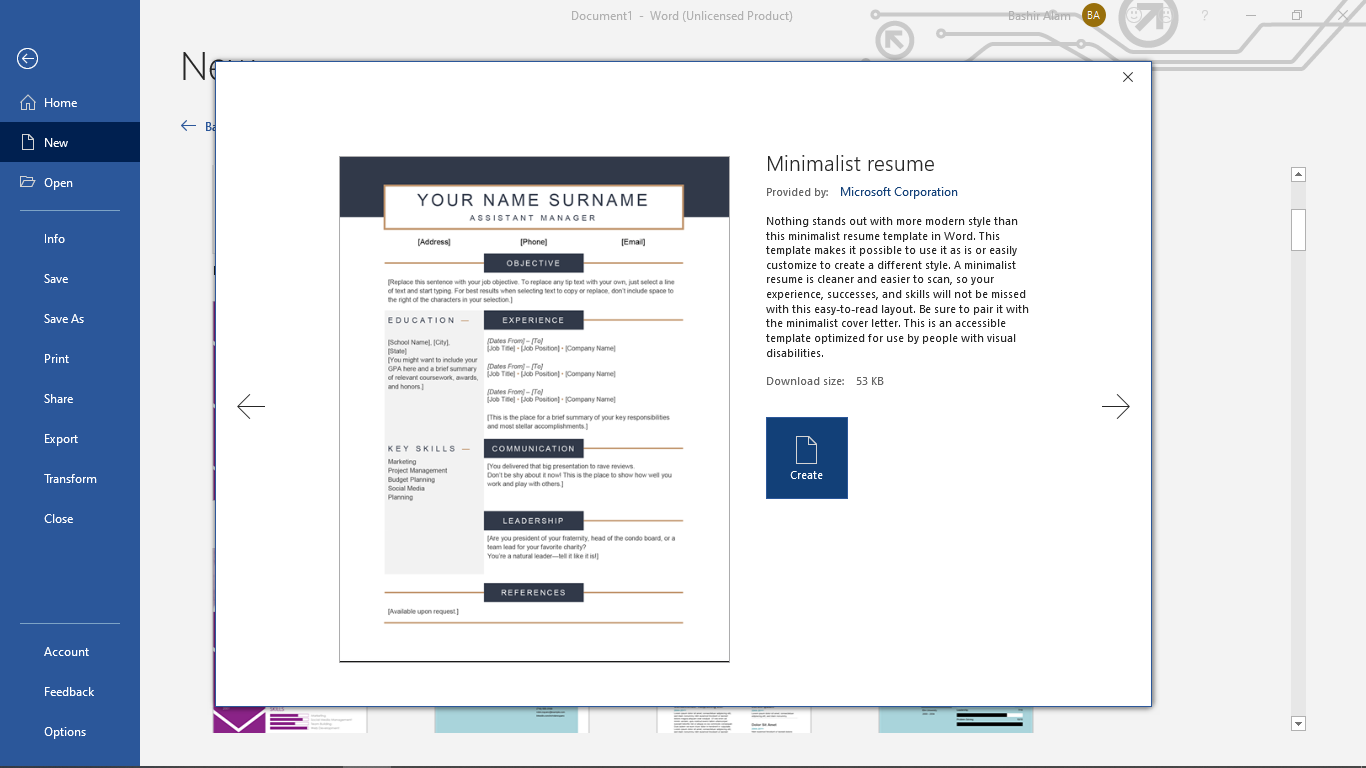 Document1 - Word (Unlicensed Product)
Bashir Alam
BA
?
Home
New
Open
Info
Save
Save As
Print
Share
Export
Transform
Close
Account
Feedback
Options
YOUR NAME SURNAME
ASSISTANT MANAGER
[Address] [Phone] [Email]
OBJECTIVE
[Replace this sentence with your job objective. To replace any tip text with your own, just select a line
of text and start typing. For best results when selecting text to copy or replace, don't include space to
the right of the characters in your selection.]
EDUCATION —
[School Name], [City],
[State]
[You might want to include your
GPA here and a brief summary
of relevant coursework, awards,
and honors.]
EXPERIENCE
[Dates From] – [To]
[Job Title] • [Job Position] • [Company Name]
[Dates From] – [To]
[Job Title] • [Job Position] • [Company Name]
[Dates From] – [To]
[Job Title] • [Job Position] • [Company Name]
[This is the place for a brief summary of your key responsibilities
and most stellar accomplishments.]
KEY SKILLS —
Marketing
Project Management
Budget Planning
Social Media
Planning
COMMUNICATION
[You delivered that big presentation to rave reviews.
Don't be shy about it now! This is the place to show how well you
work and play with others.]
LEADERSHIP
[Are you president of your fraternity, head of the condo board, or a
team lead for your favorite charity?
You're a natural leader—tell it like it is!]
REFERENCES
[Available upon request.]
Minimalist resume
Provided by: Microsoft Corporation
Nothing stands out with more modern style than
this minimalist resume template in Word. This
template makes it possible to use it as is or easily
customize to create a different style. A minimalist
resume is cleaner and easier to scan, so your
experience, successes, and skills will not be missed
with this easy-to-read layout. Be sure to pair it with
the minimalist cover letter. This is an accessible
template optimized for use by people with visual
disabilities.
Download size: 53 KB
Create
SKILLS